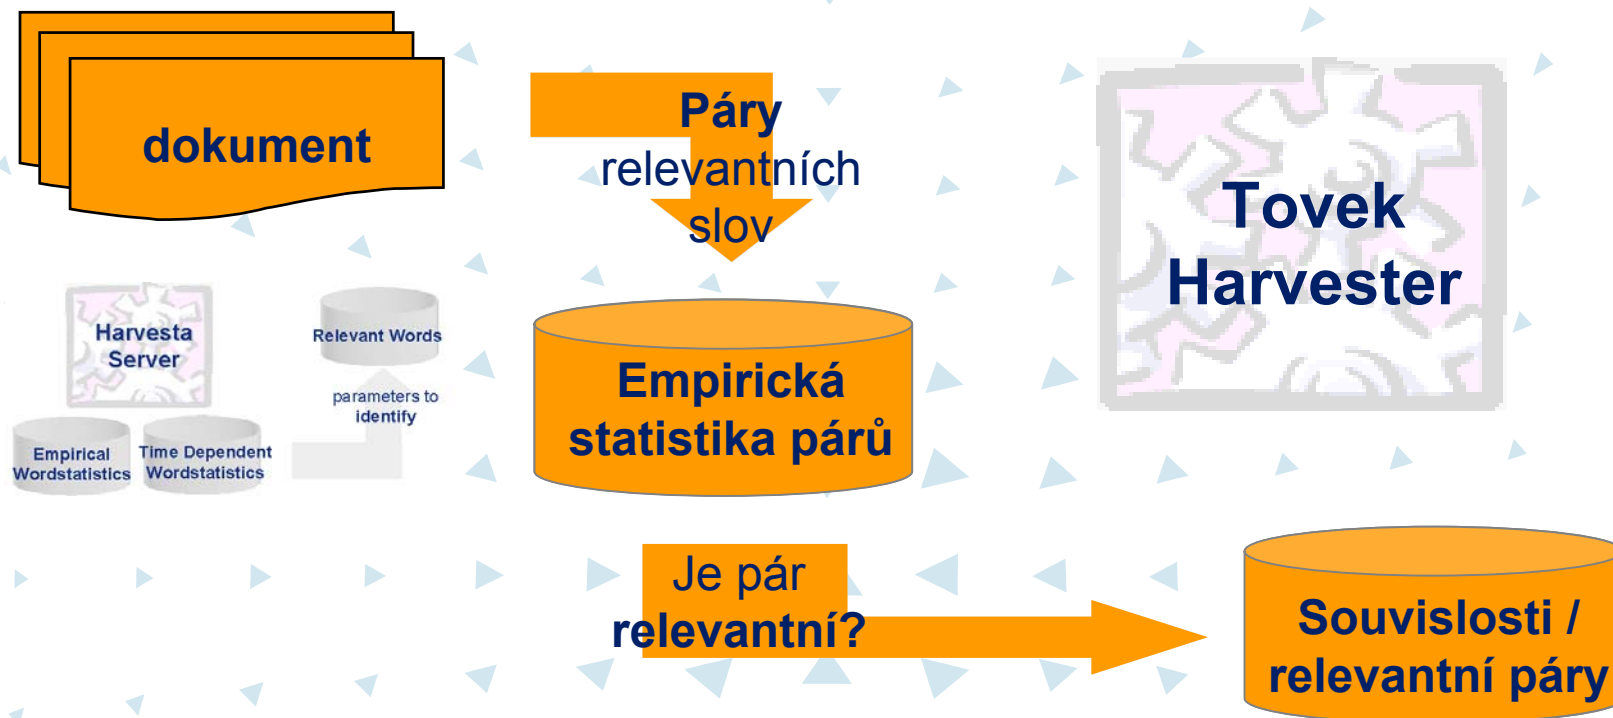 dokument
Páry
relevantních
slov
Tovek
Harvester
Harvesta
Server
Relevant Words
parameters to
identify
Empirical
Wordstatistics
Time Dependent
Wordstatistics
Empirická
statistika párů
Je pár
relevantní?
Souvislosti /
relevantní páry